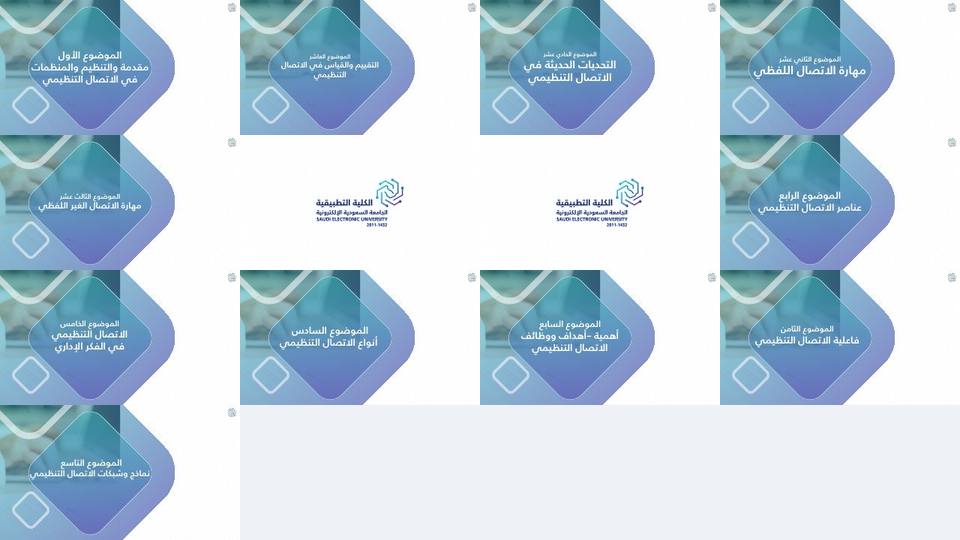 الموضوع الأول
مقدمة والتنظيم والمنظمات
في الاتصال التنظيمي
الموضوع العاشر
التقييم والقياس في الاتصال
التنظيمي
الموضوع الحادي عشر
التحديات الحديثة في
الاتصال التنظيمي
الموضوع الثاني عشر
مهارة الاتصال اللفظي
الموضوع الثالث عشر
مهارة الاتصال الغير اللفظي
الكلية التطبيقية
الجامعة السعودية الإلكترونية
SAUDI ELECTRONIC UNIVERSITY
2011-1432
الكلية التطبيقية
الجامعة السعودية الإلكترونية
SAUDI ELECTRONIC UNIVERSITY
2011-1432
الموضوع الرابع
عناصر الاتصال التنظيمي
الموضوع الخامس
الاتصال التنظيمي
في الفكر الإداري
الموضوع السادس
أنواع الاتصال التنظيمي
الموضوع السابع
أهمية –أهداف ووظائف
الاتصال التنظيمي
الموضوع الثامن
فاعلية الاتصال التنظيمي
الموضوع التاسع
نماذج وشبكات الاتصال التنظيمي